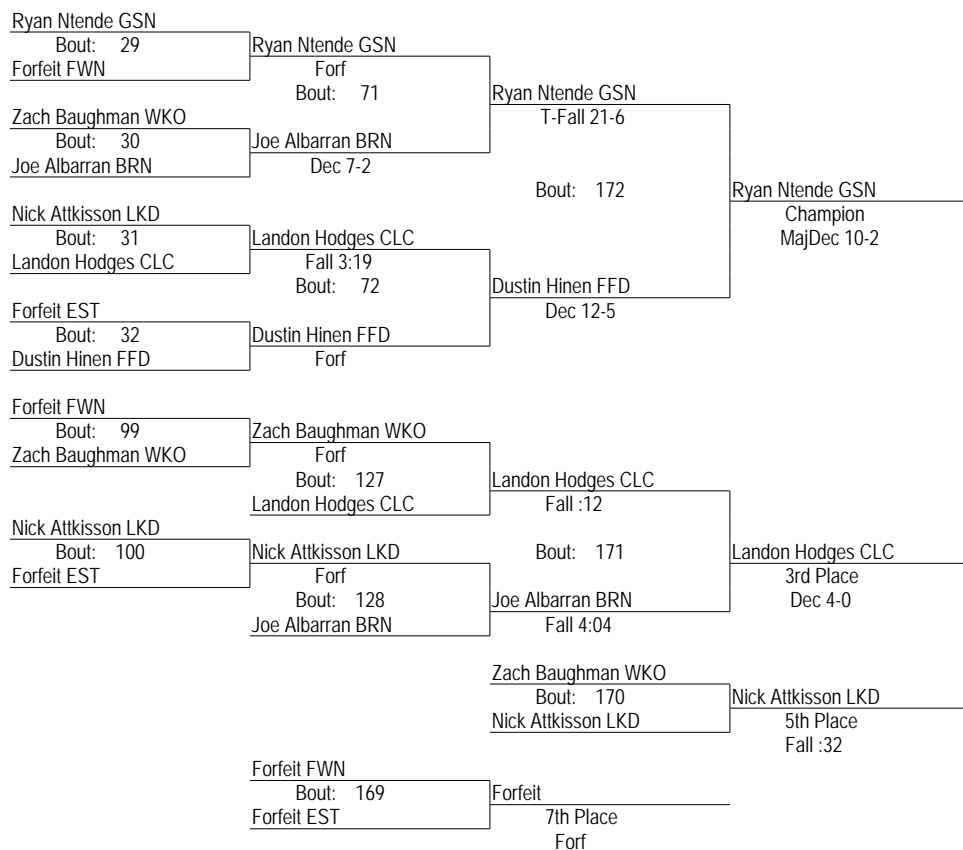 Ryan Ntende GSN
Bout: 29
Forfeit FWN
Ryan Ntende GSN
Forf
Bout: 71
Zach Baughman WKO
Bout: 30
Joe Albarran BRN
Joe Albarran BRN
Dec 7-2
Ryan Ntende GSN
T-Fall 21-6
Bout: 172
Nick Attkisson LKD
Bout: 31
Landon Hodges CLC
Landon Hodges CLC
Fall 3:19
Bout: 72
Forfeit EST
Bout: 32
Dustin Hinen FFD
Dustin Hinen FFD
Forf
Dustin Hinen FFD
Dec 12-5
Ryan Ntende GSN
Champion
MajDec 10-2
Forfeit FWN
Bout: 99
Zach Baughman WKO
Zach Baughman WKO
Forf
Bout: 127
Landon Hodges CLC
Landon Hodges CLC
Fall :12
Bout: 171
Nick Attkisson LKD
Bout: 100
Forfeit EST
Nick Attkisson LKD
Forf
Bout: 128
Joe Albarran BRN
Joe Albarran BRN
Fall 4:04
Landon Hodges CLC
3rd Place
Dec 4-0
Zach Baughman WKO
Bout: 170
Nick Attkisson LKD
Nick Attkisson LKD
5th Place
Fall :32
Forfeit FWN
Bout: 169
Forfeit EST
Forfeit
7th Place
Forf